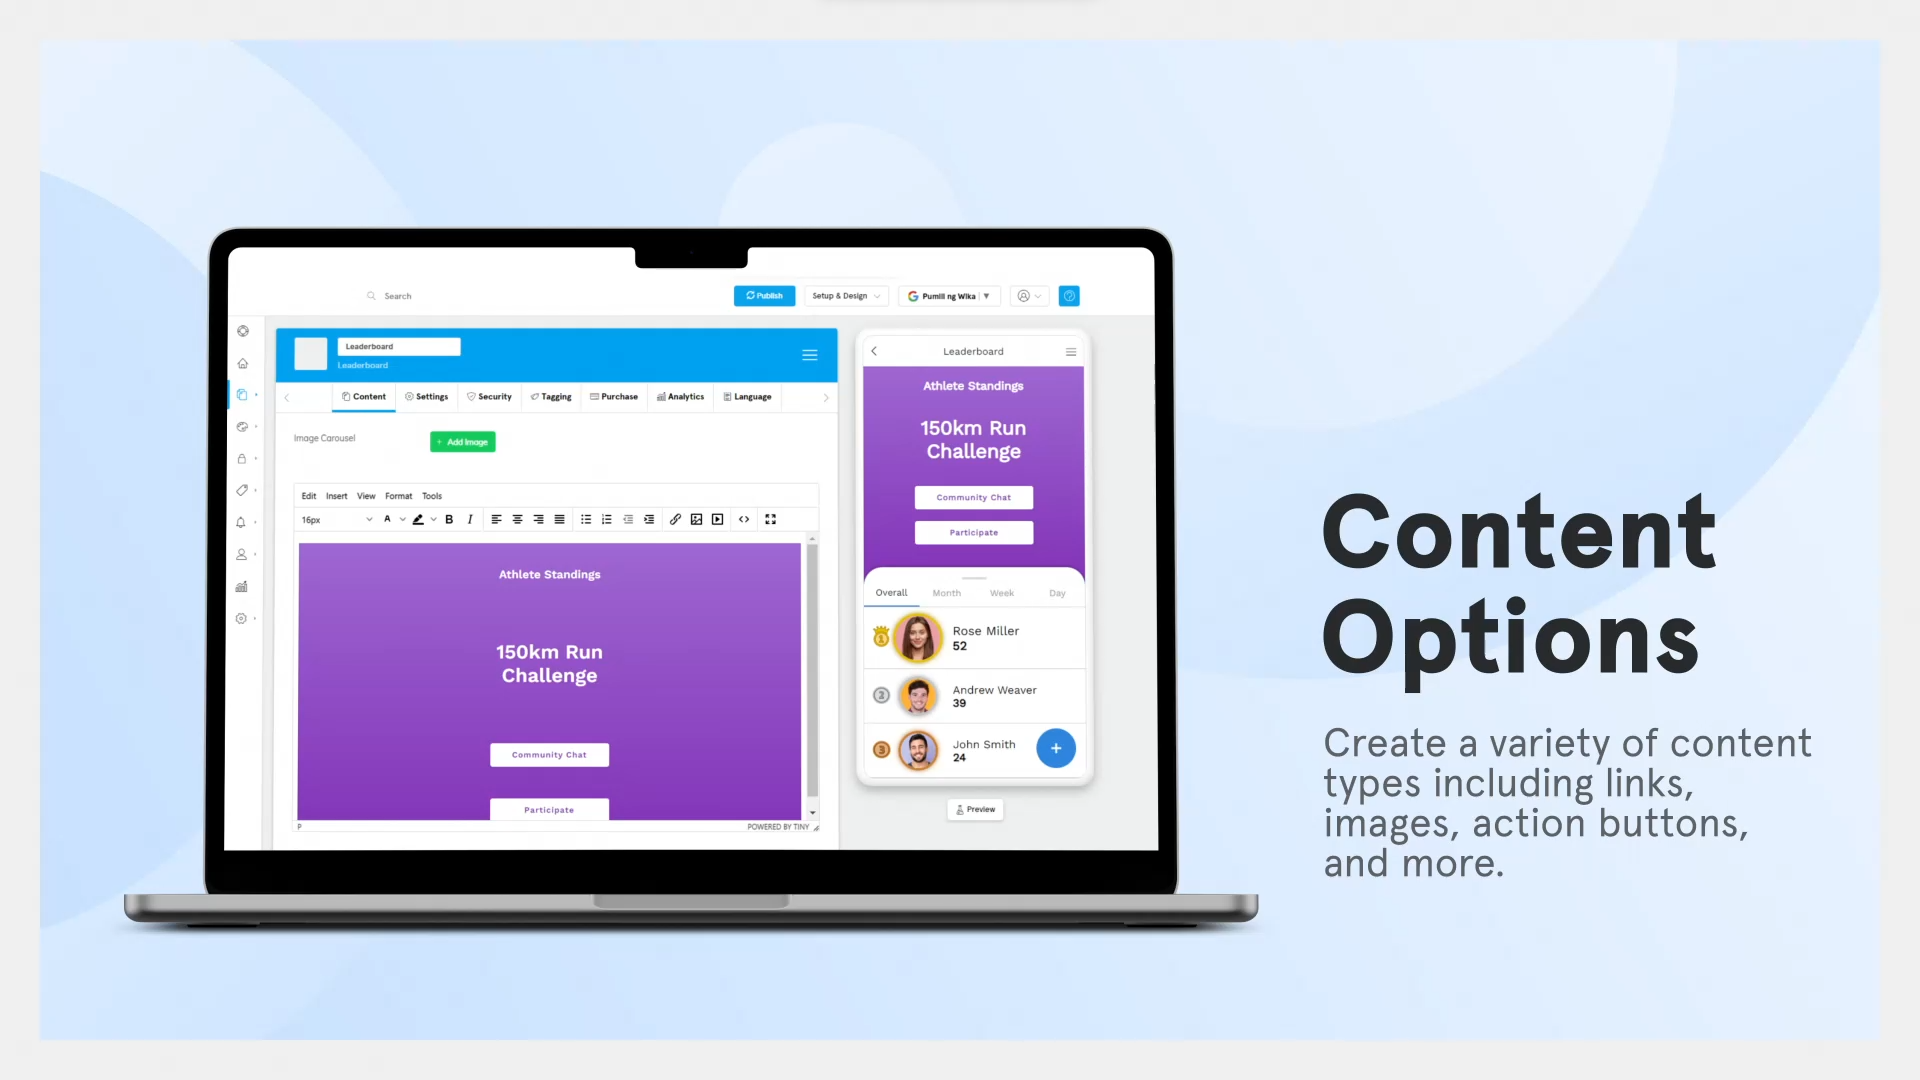 Search
Publish
Setup & Design
Pumili ng Wika
▼
Leaderboard
Leaderboard
Content
Settings
Security
Tagging
Purchase
Analytics
Language
Image Carousel
+ Add Image
Edit Insert View Format Tools
16px
A
B
I
Athlete Standings
150km Run
Challenge
Community Chat
Participate
P
POWERED BY TINY
Leaderboard
Athlete Standings
150km Run
Challenge
Community Chat
Participate
Overall Month Week Day
1
Rose Miller
52
2
Andrew Weaver
39
3
John Smith
24
+
Preview
Content
Options
Create a variety of content
types including links,
images, action buttons,
and more.